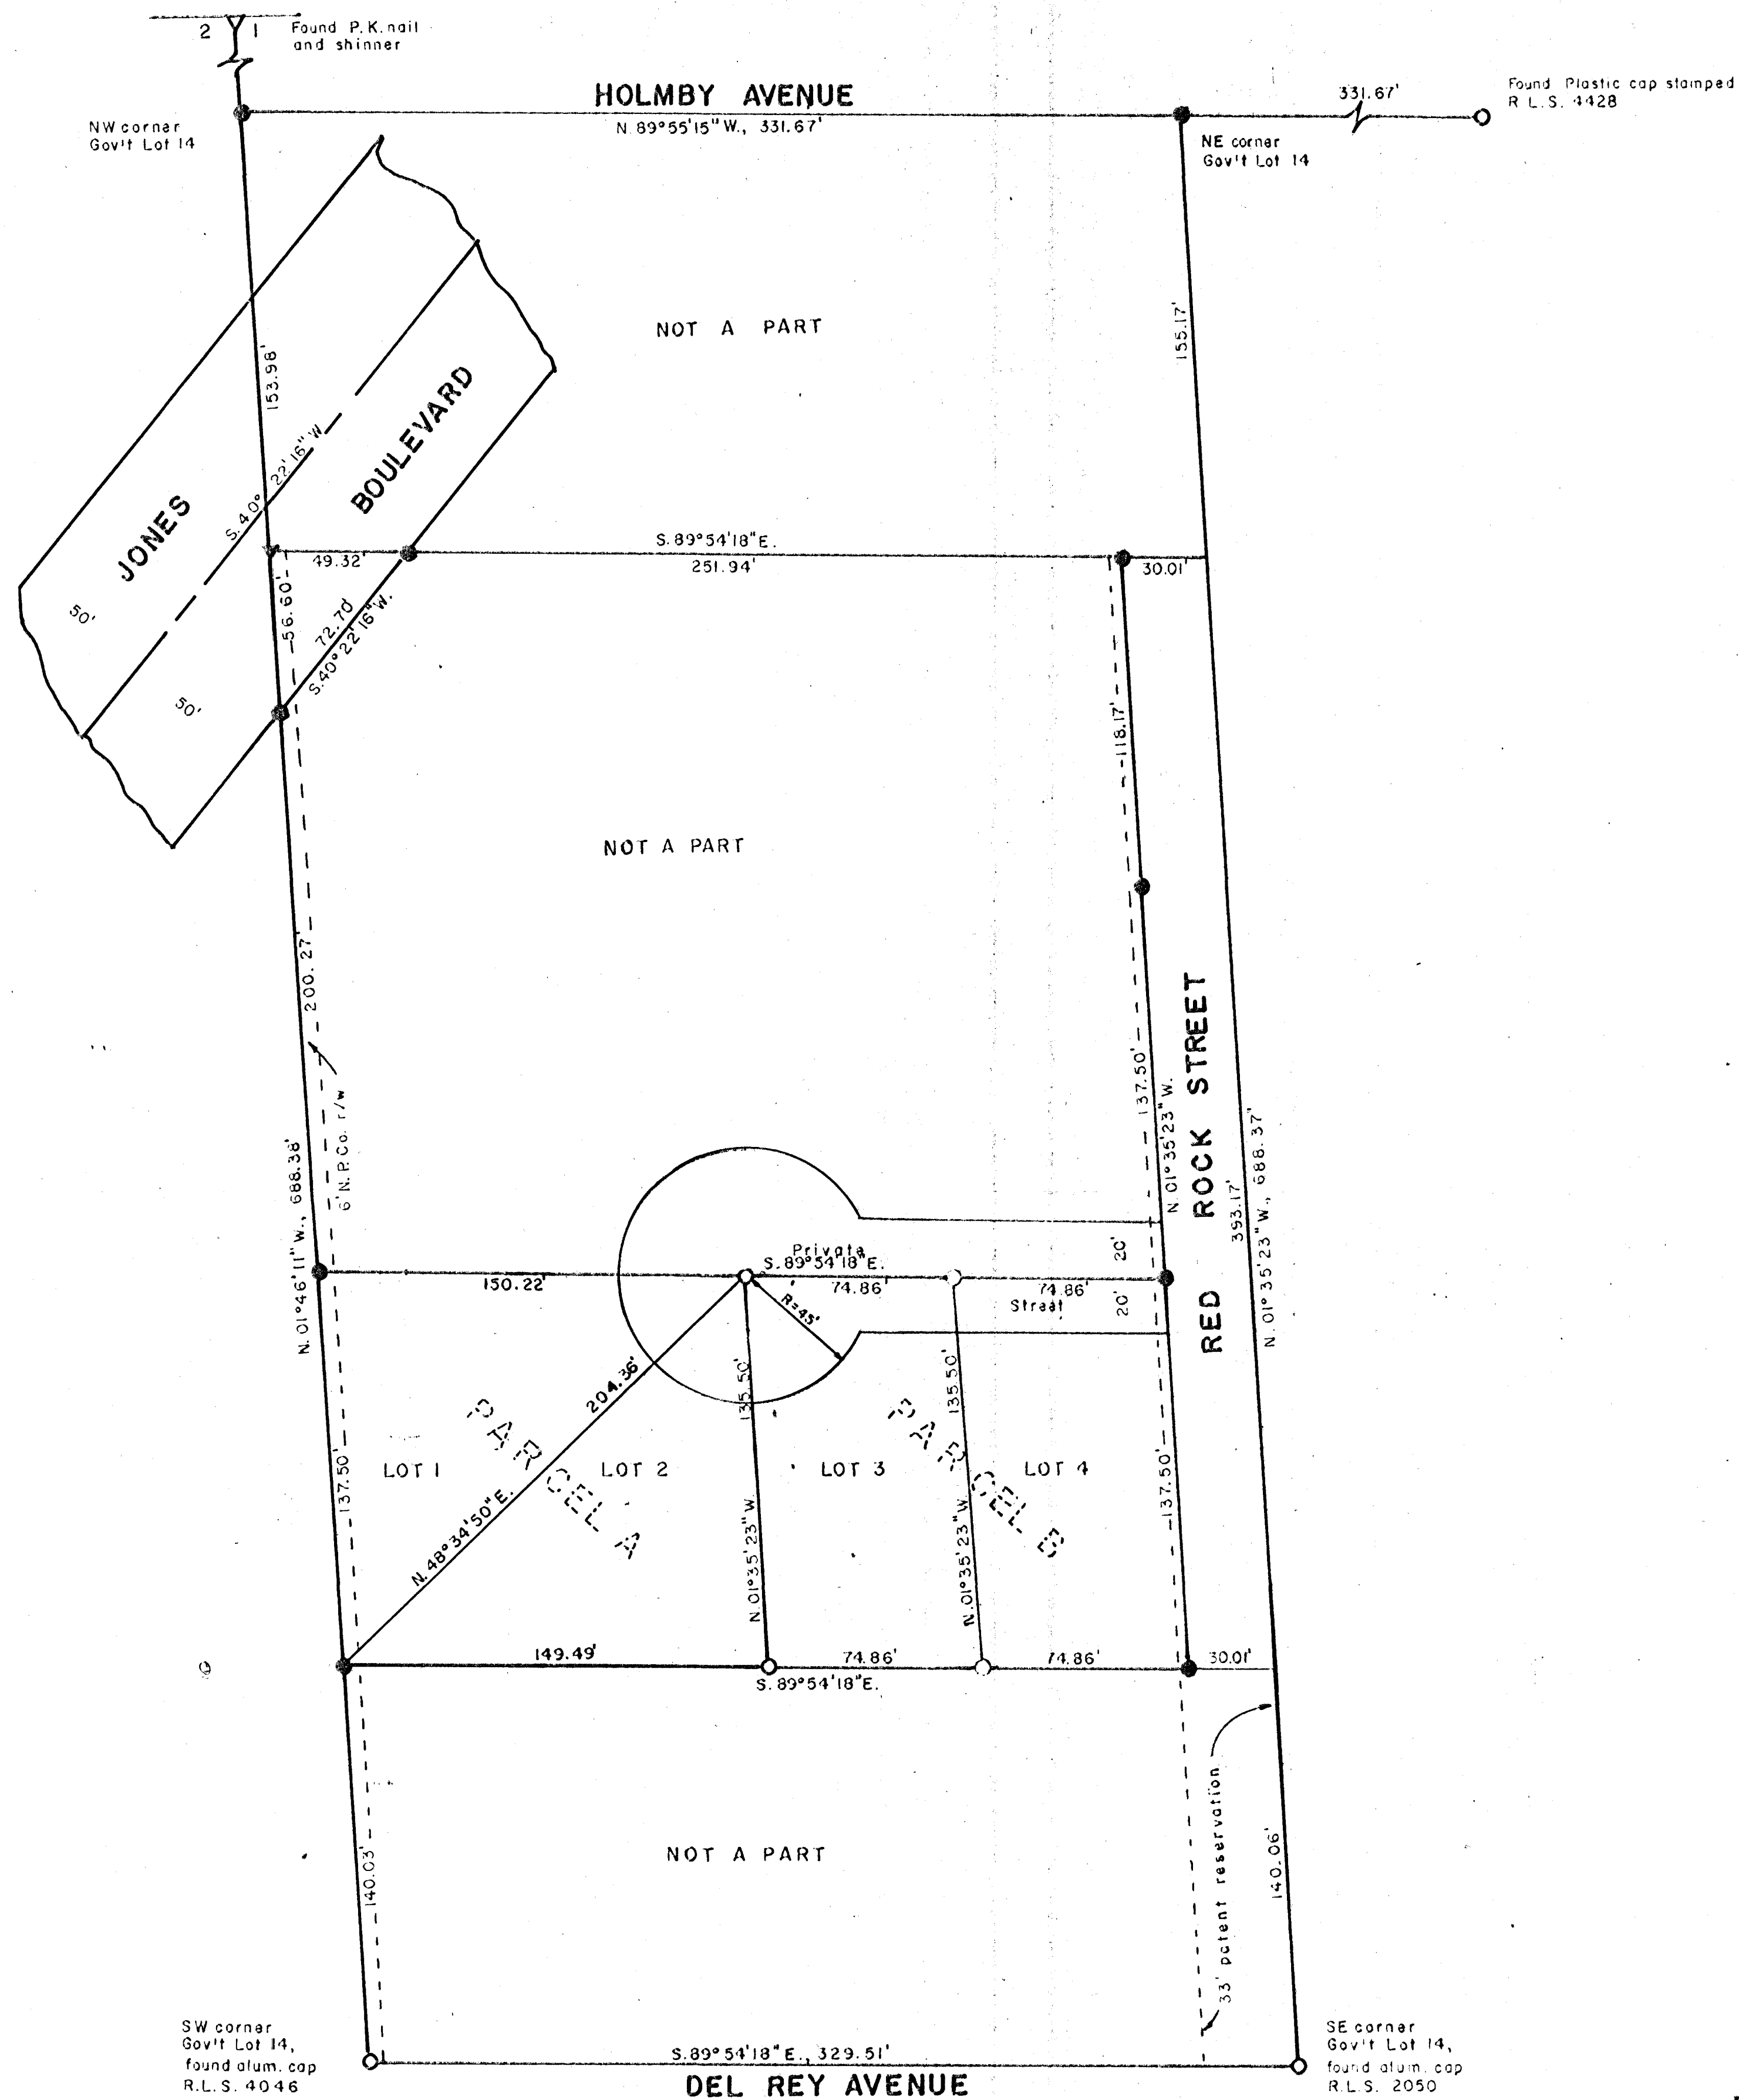 2 1
Found P.K. nail
and shinner
HOLMBY AVENUE
N. 89°55'15" W., 331.67'
331.67'
Found Plastic cap stamped
R.L.S. 4428
NW corner
Gov't Lot 14
NE corner
Gov't Lot 14
NOT A PART
153.98'
155.17'
JONES BOULEVARD
S. 40° 22'16" W
50'
50'
S. 89°54'18" E.
49.32'
251.94'
30.01'
56.60'
72.70'
S. 40°22'16" W.
118.17'
NOT A PART
200.27'
6' N.P.Co. r/w
N. 01°46'11" W., 688.38'
137.50'
N. 01°35'23" W.
RED ROCK STREET
393.17'
N. 01°35'23" W., 688.37"
Private
S. 89°54'18" E.
150.22'
74.86'
74.86'
Street
20'
20'
R=45'
204.36'
N. 48°34'50" E.
135.50'
N. 01°35'23" W.
135.50'
N. 01°35'23" W.
PARCEL A
PARCEL B
137.50'
LOT 1
LOT 2
LOT 3
LOT 4
137.50'
149.49'
74.86'
74.86'
30.01'
S. 89°54'18" E.
NOT A PART
140.03'
33' patent reservation
140.06'
SW corner
Gov't Lot 14,
found alum. cap
R.L.S. 4046
S. 89°54'18" E., 329.51'
DEL REY AVENUE
SE corner
Gov't Lot 14,
found alum. cap
R.L.S. 2050